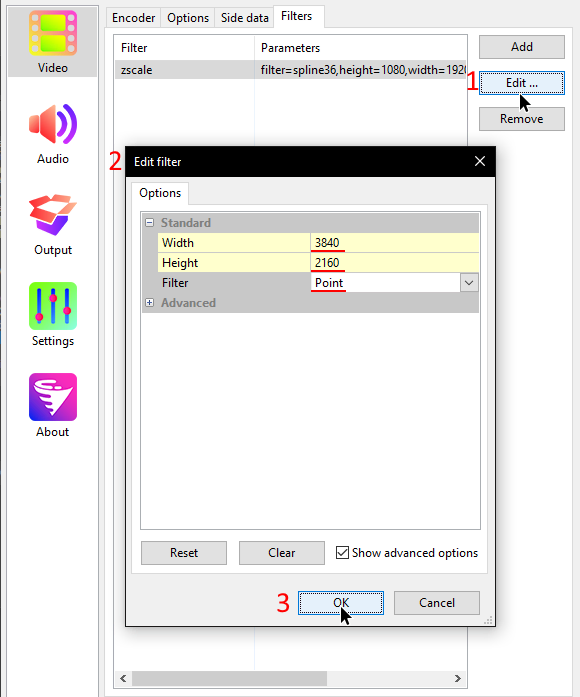 Video
Audio
Output
Settings
About
Encoder Options Side data Filters
Filter Parameters
zscale filter=spline36,height=1080,width=192
Add
1 Edit ...
Remove
2 Edit filter
Options
Standard
Width 3840
Height 2160
Filter Point
Advanced
Reset Clear Show advanced options
3 OK Cancel